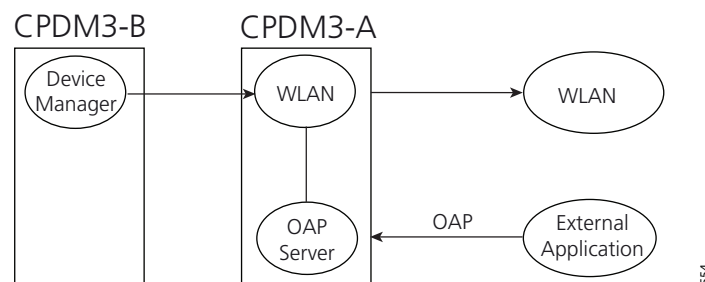 CPDM3-B
CPDM3-A
Device
Manager
WLAN
WLAN
OAP
Server
OAP
External
Application